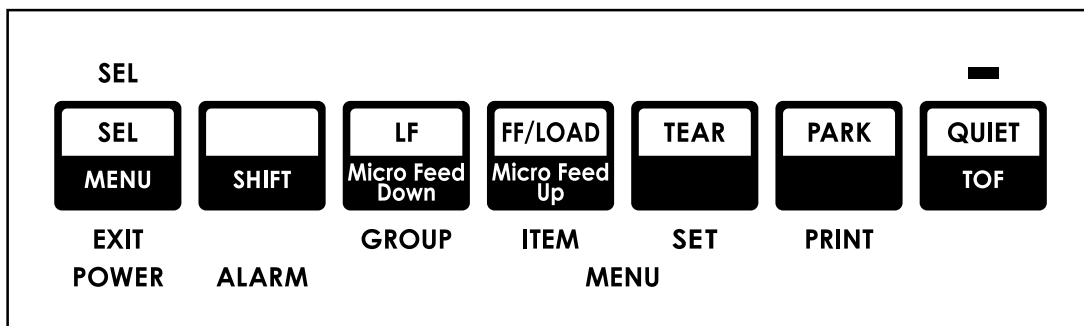 SEL
SEL LF FF/LOAD TEAR PARK QUIET
MENU SHIFT Micro Feed Down Micro Feed Up TOF
EXIT GROUP ITEM SET PRINT
POWER ALARM MENU